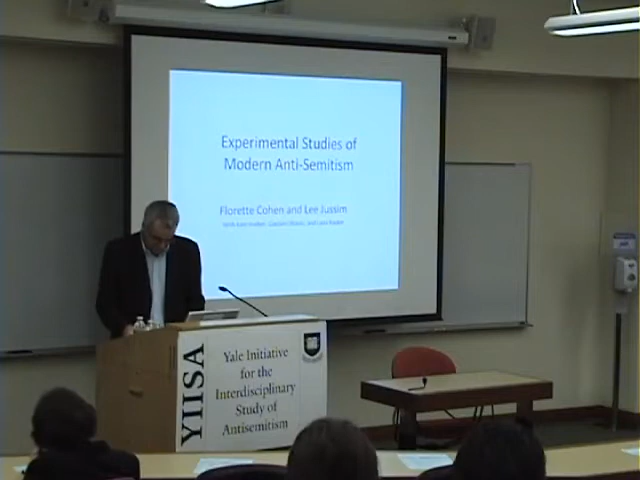 Experimental Studies of
Modern Anti-Semitism
Florette Cohen and Lee Jussim
YIISA
Yale Initiative
for the
Interdisciplinary
Study of
Antisemitism